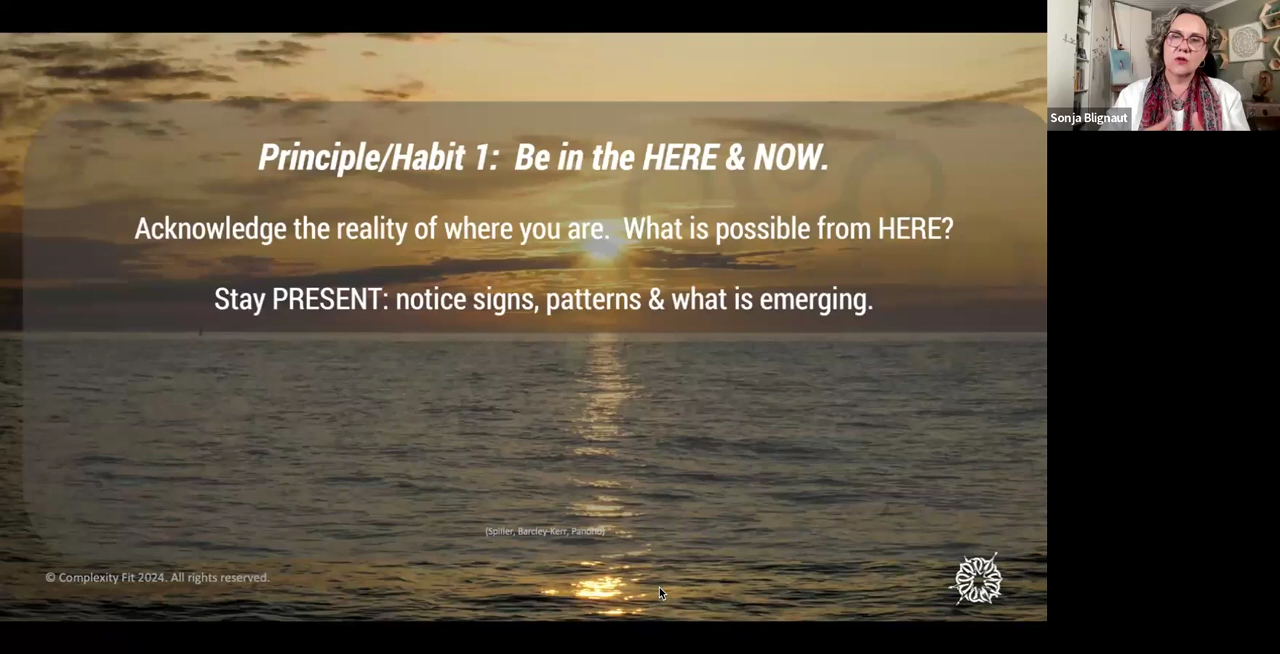 Principle/Habit 1:  Be in the HERE & NOW.
Acknowledge the reality of where you are.  What is possible from HERE?
Stay PRESENT: notice signs, patterns & what is emerging.
(Spiller, Barcley-Kerr, Panoho)
© Complexity Fit 2024. All rights reserved.
Sonja Blignaut